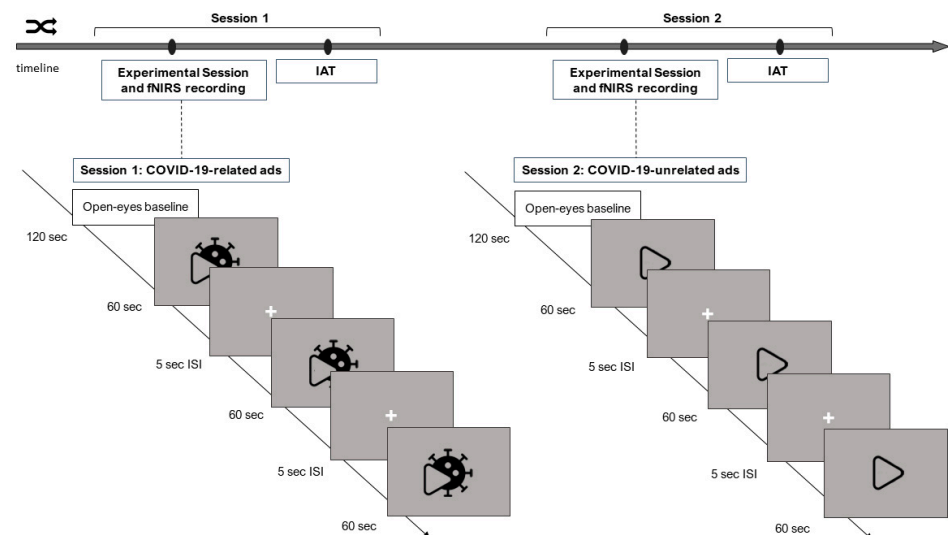 Session 1
Session 2
timeline
Experimental Session
and fNIRS recording
IAT
Experimental Session
and fNIRS recording
IAT
Session 1: COVID-19-related ads
Open-eyes baseline
120 sec
60 sec
5 sec ISI
60 sec
5 sec ISI
60 sec
Session 2: COVID-19-unrelated ads
Open-eyes baseline
120 sec
60 sec
5 sec ISI
60 sec
5 sec ISI
60 sec